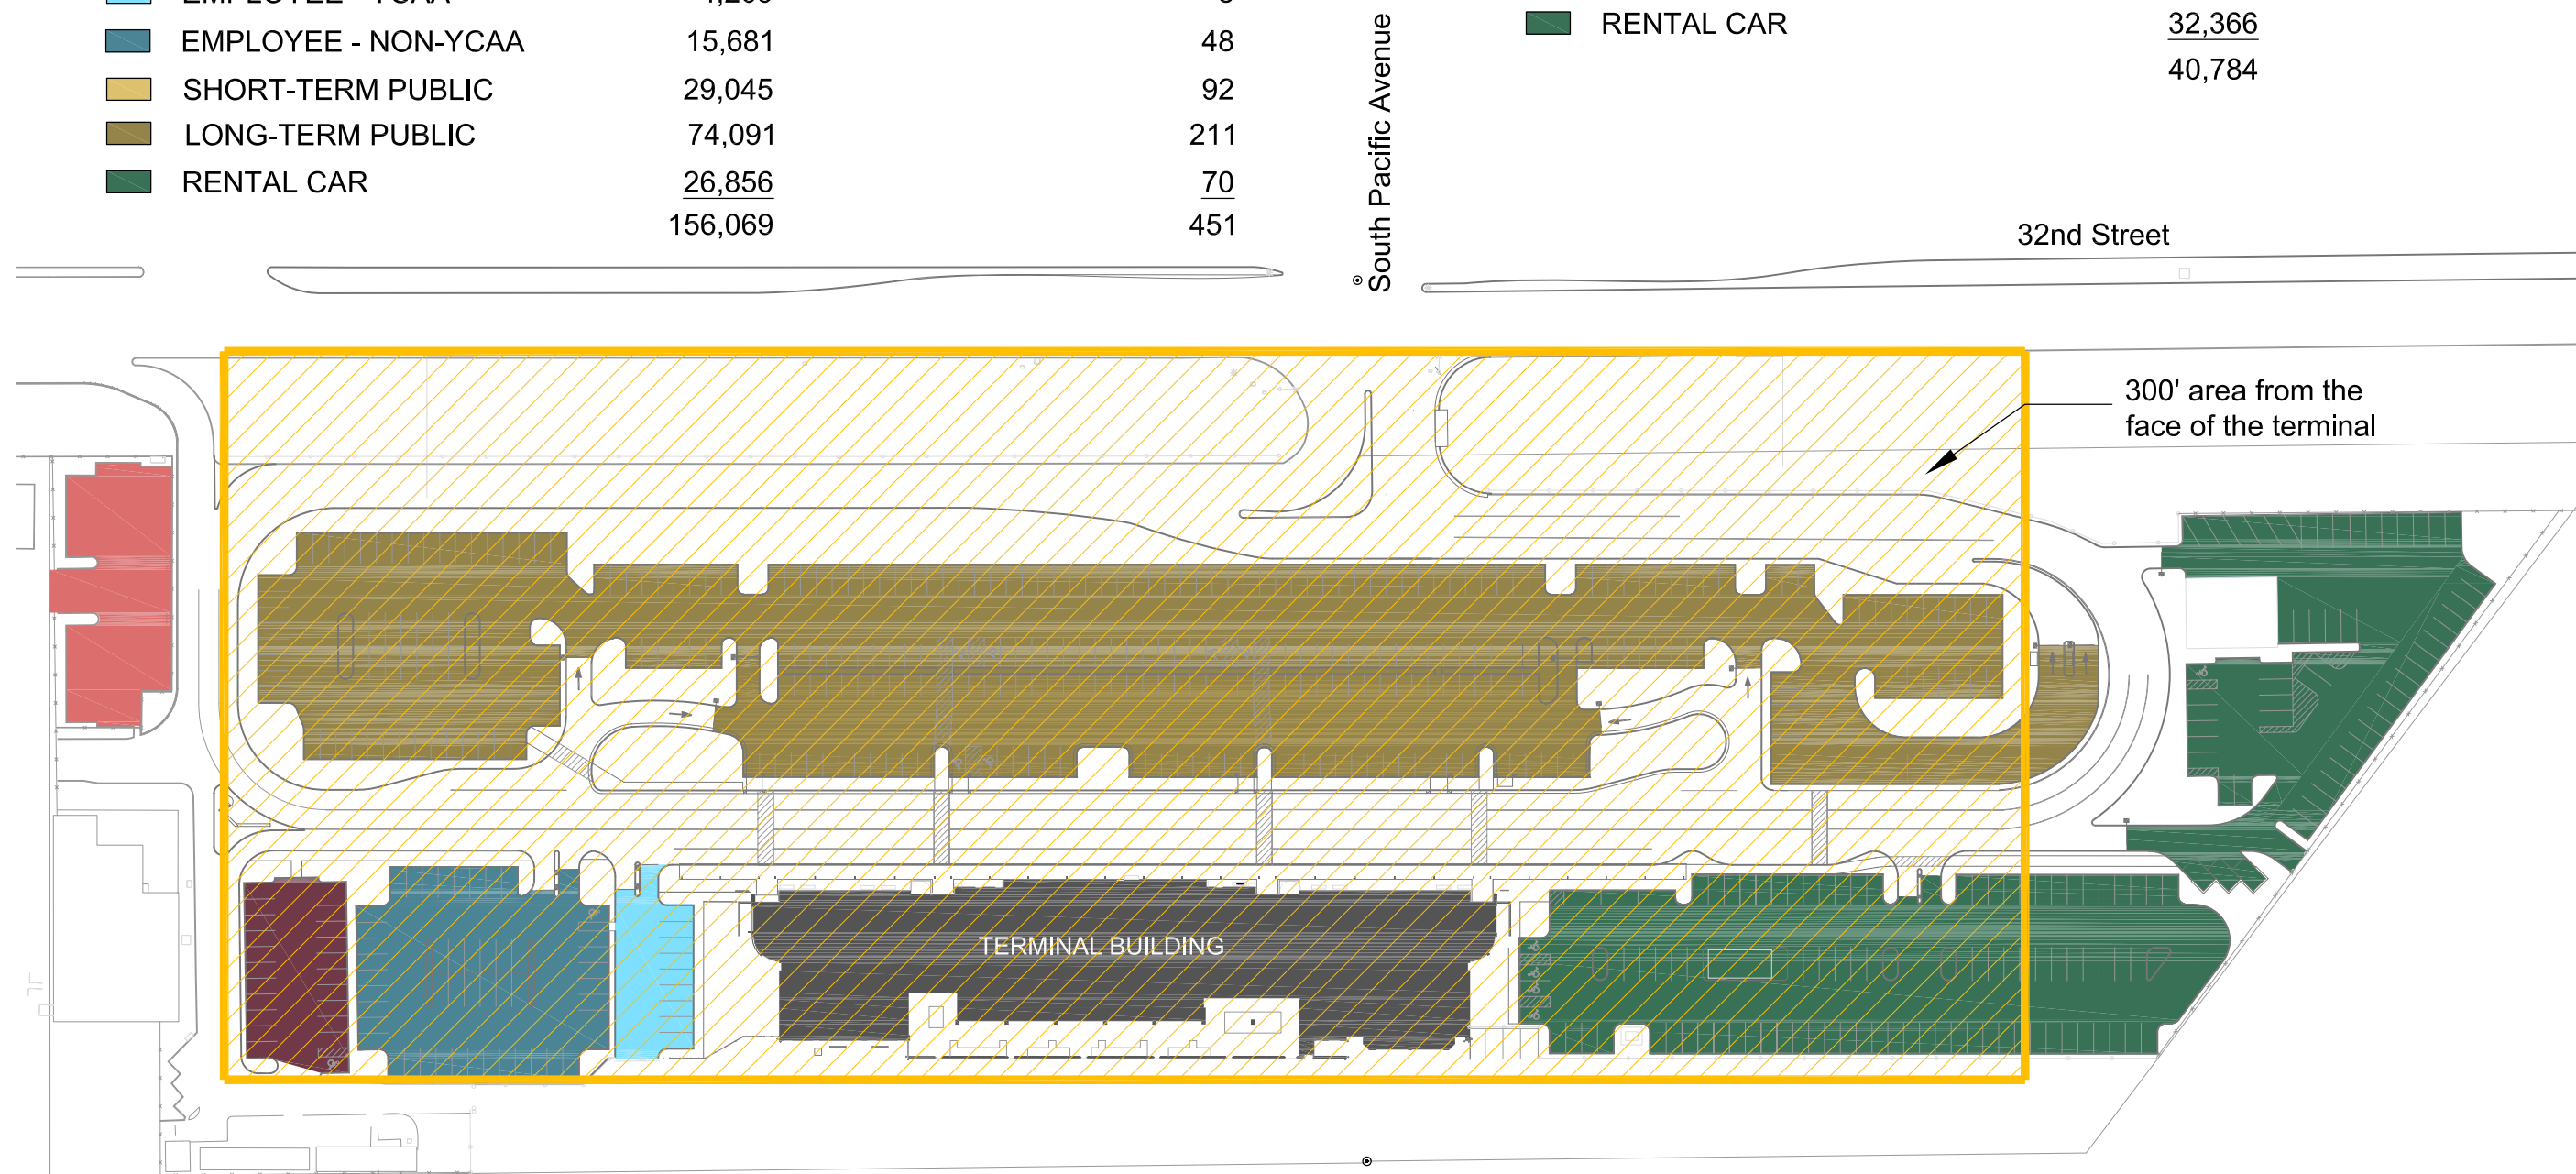 EMPLOYEE - NON-YCAA 15,681 48
SHORT-TERM PUBLIC 29,045 92
LONG-TERM PUBLIC 74,091 211
RENTAL CAR 26,856 70
156,069 451
South Pacific Avenue
RENTAL CAR 32,366
40,784
32nd Street
300' area from the
face of the terminal
TERMINAL BUILDING